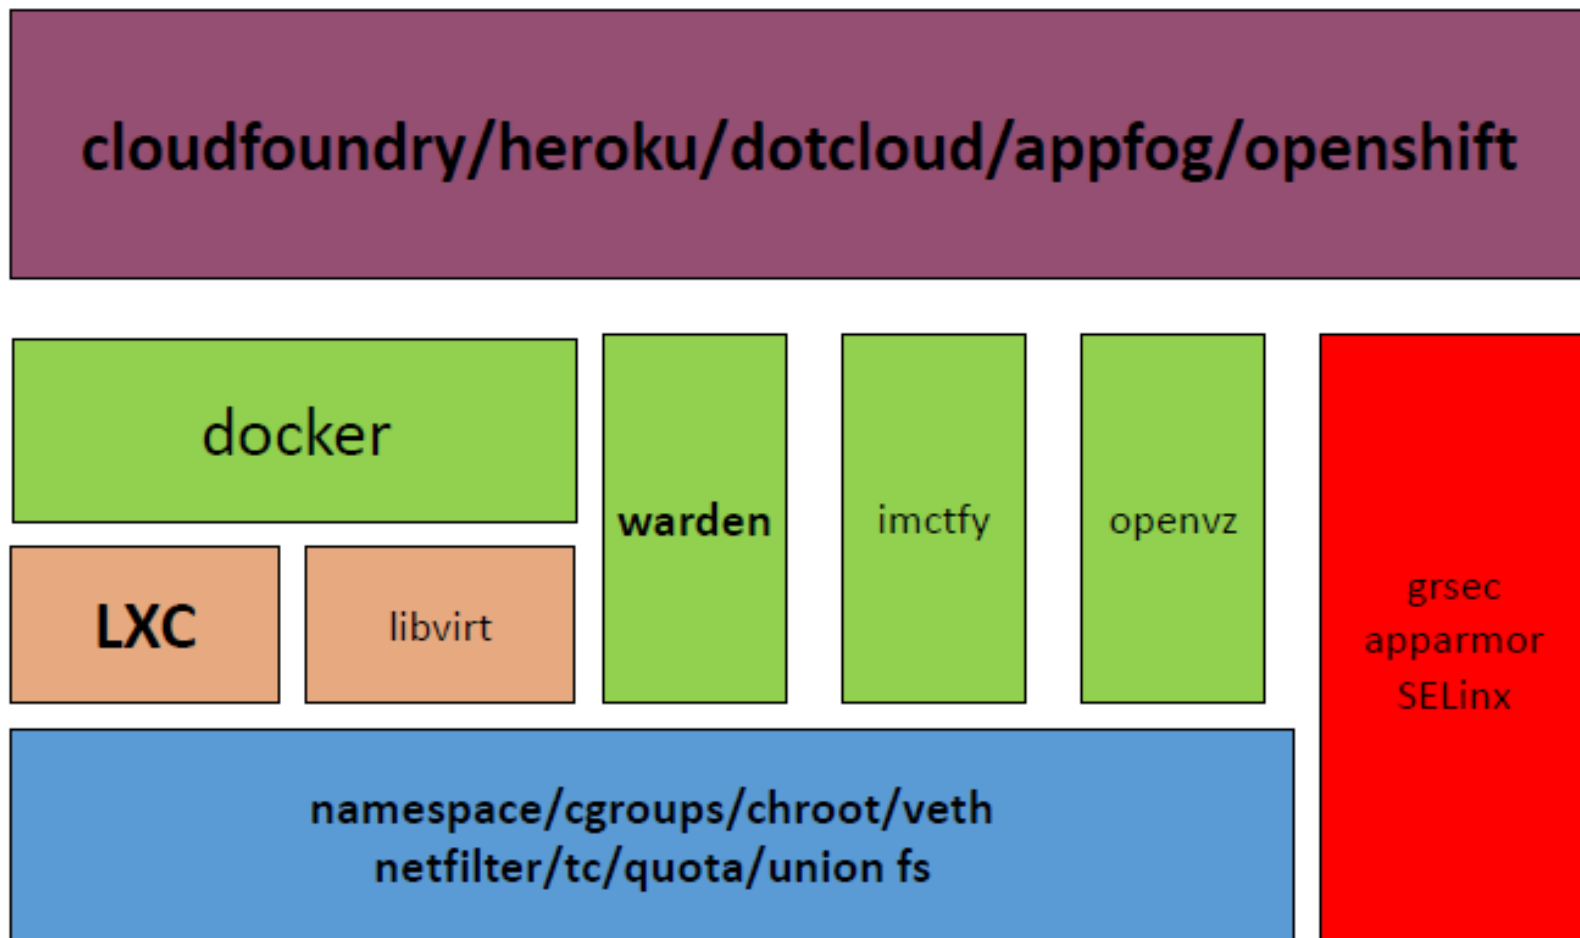 cloudfoundry/heroku/dotcloud/appfog/openshift
docker
warden
imctfy
openvz
LXC
libvirt
grsec
apparmor
SELinx
namespace/cgroups/chroot/veth
netfilter/tc/quota/union fs